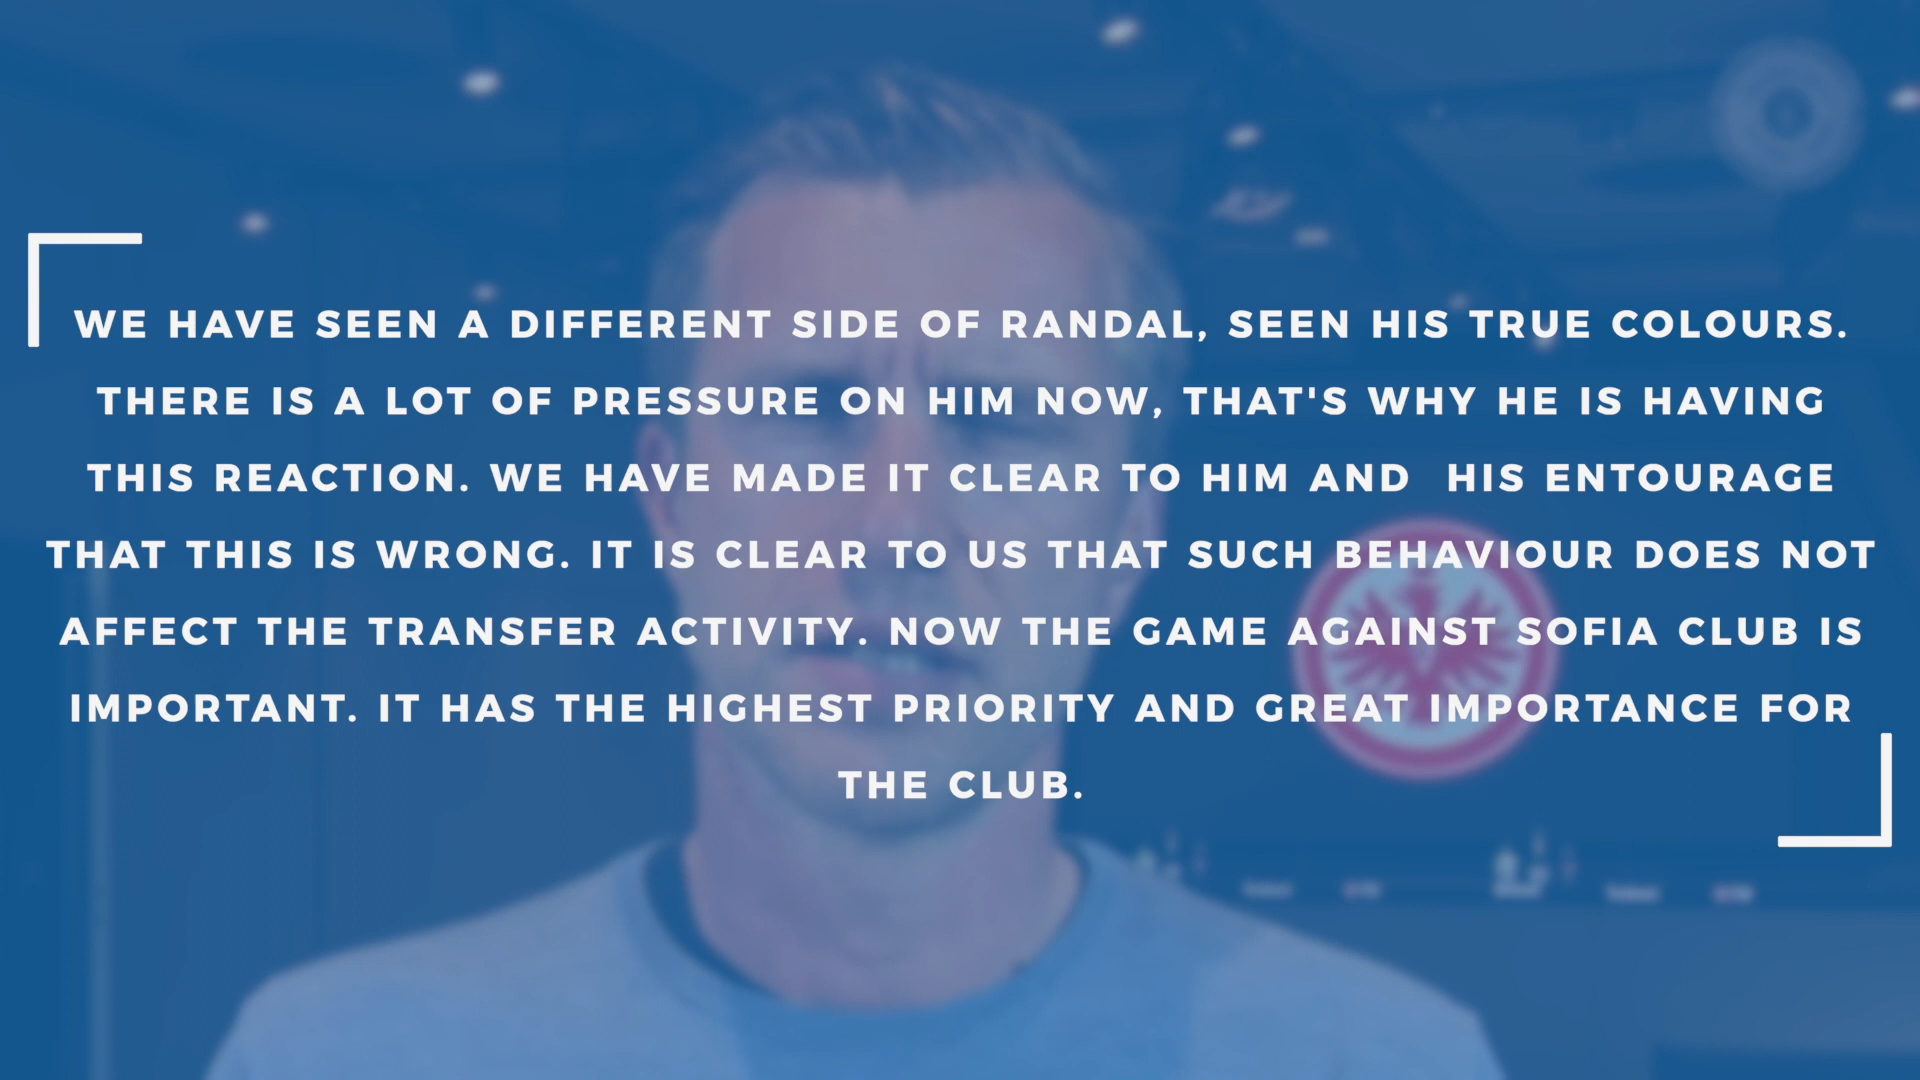 WE HAVE SEEN A DIFFERENT SIDE OF RANDAL, SEEN HIS TRUE COLOURS.
THERE IS A LOT OF PRESSURE ON HIM NOW, THAT'S WHY HE IS HAVING
THIS REACTION. WE HAVE MADE IT CLEAR TO HIM AND  HIS ENTOURAGE
THAT THIS IS WRONG. IT IS CLEAR TO US THAT SUCH BEHAVIOUR DOES NOT
AFFECT THE TRANSFER ACTIVITY. NOW THE GAME AGAINST SOFIA CLUB IS
IMPORTANT. IT HAS THE HIGHEST PRIORITY AND GREAT IMPORTANCE FOR
THE CLUB.